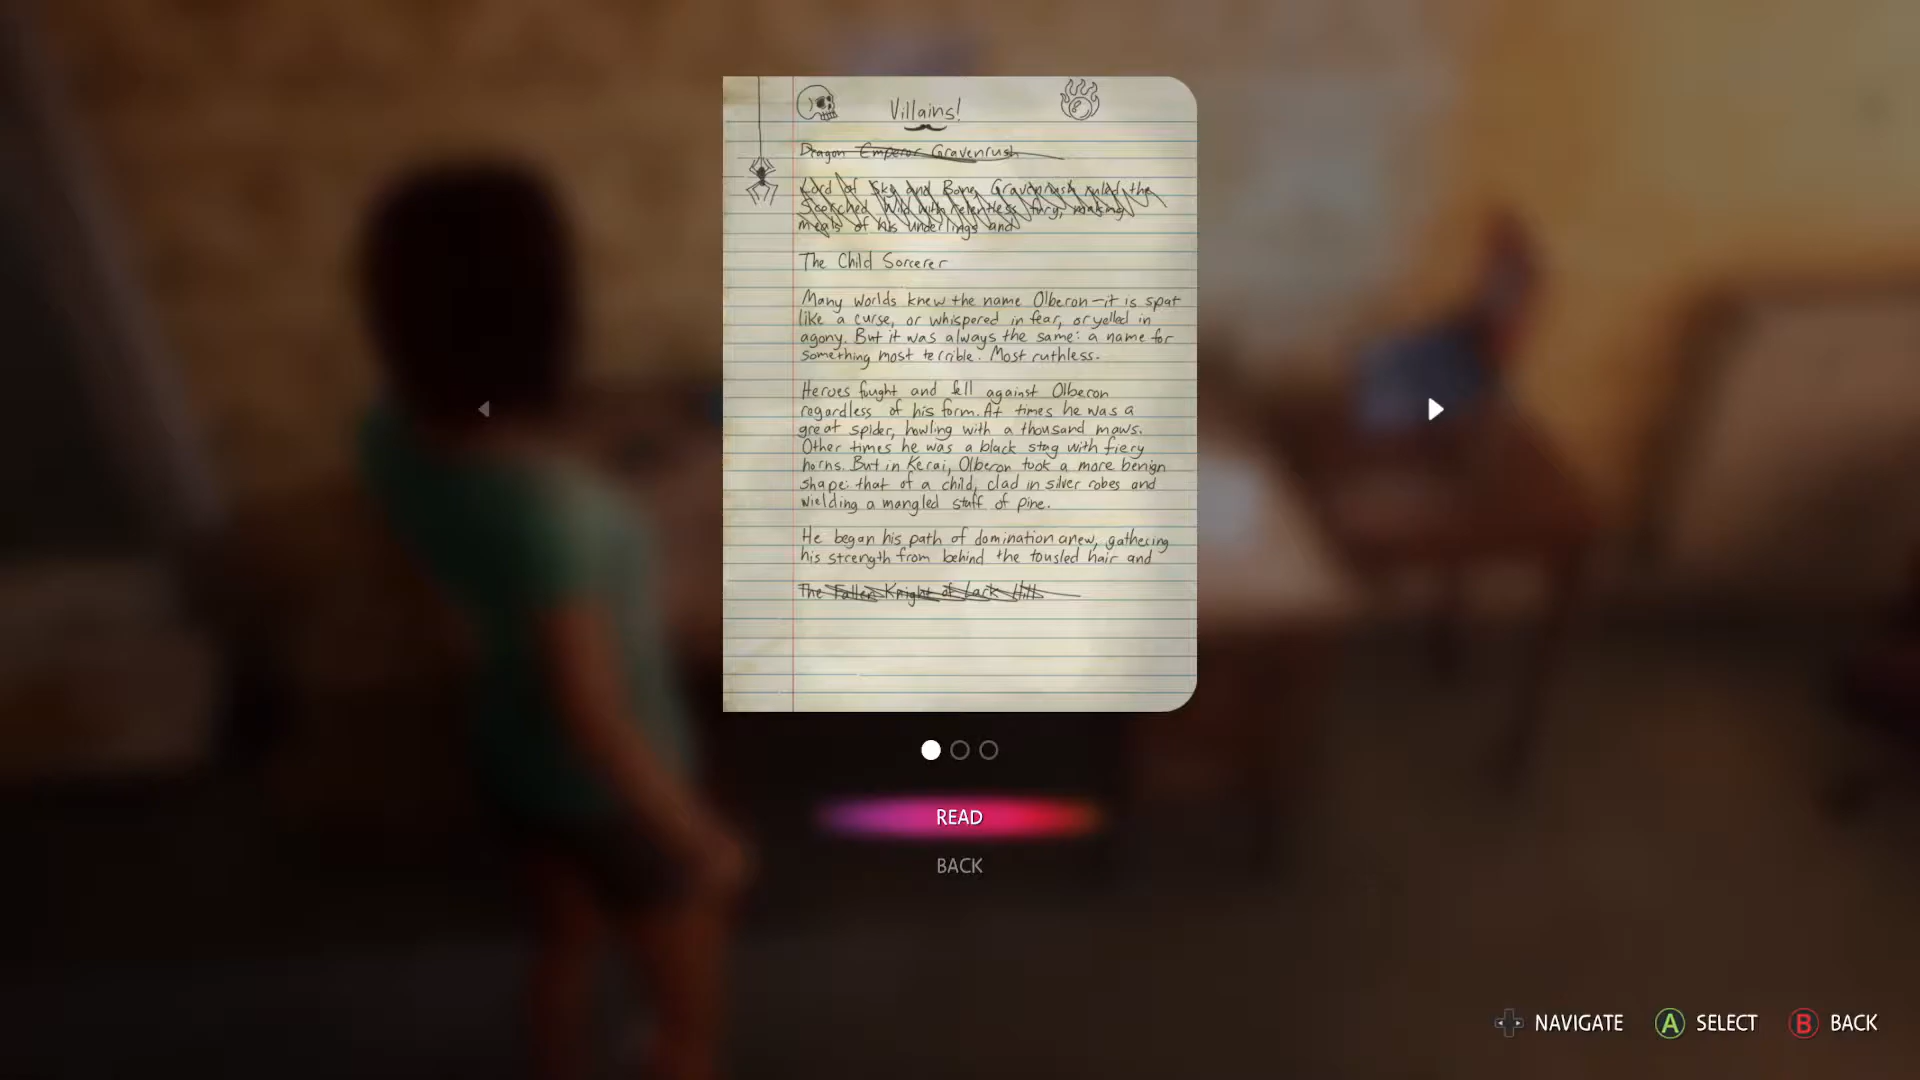 Villains!
Dragon Emperor Gravenrush
Lord of Sky and Bone, Gravenrush ruled the
Scorched Wild with relentless fury, making
meals of his underlings and
The Child Sorcerer
Many worlds knew the name Olberon—it is spat
like a curse, or whispered in fear, or yelled in
agony. But it was always the same: a name for
something most terrible. Most ruthless.
Heroes fought and fell against Olberon
regardless of his form. At times he was a
great spider, howling with a thousand maws.
Other times he was a black stag with fiery
horns. But in Kerai, Olberon took a more benign
shape: that of a child, clad in silver robes and
wielding a mangled staff of pine.
He began his path of domination anew, gathering
his strength from behind the tousled hair and
The Fallen Knight of Lark Hill
READ
BACK
NAVIGATE
A SELECT
B BACK